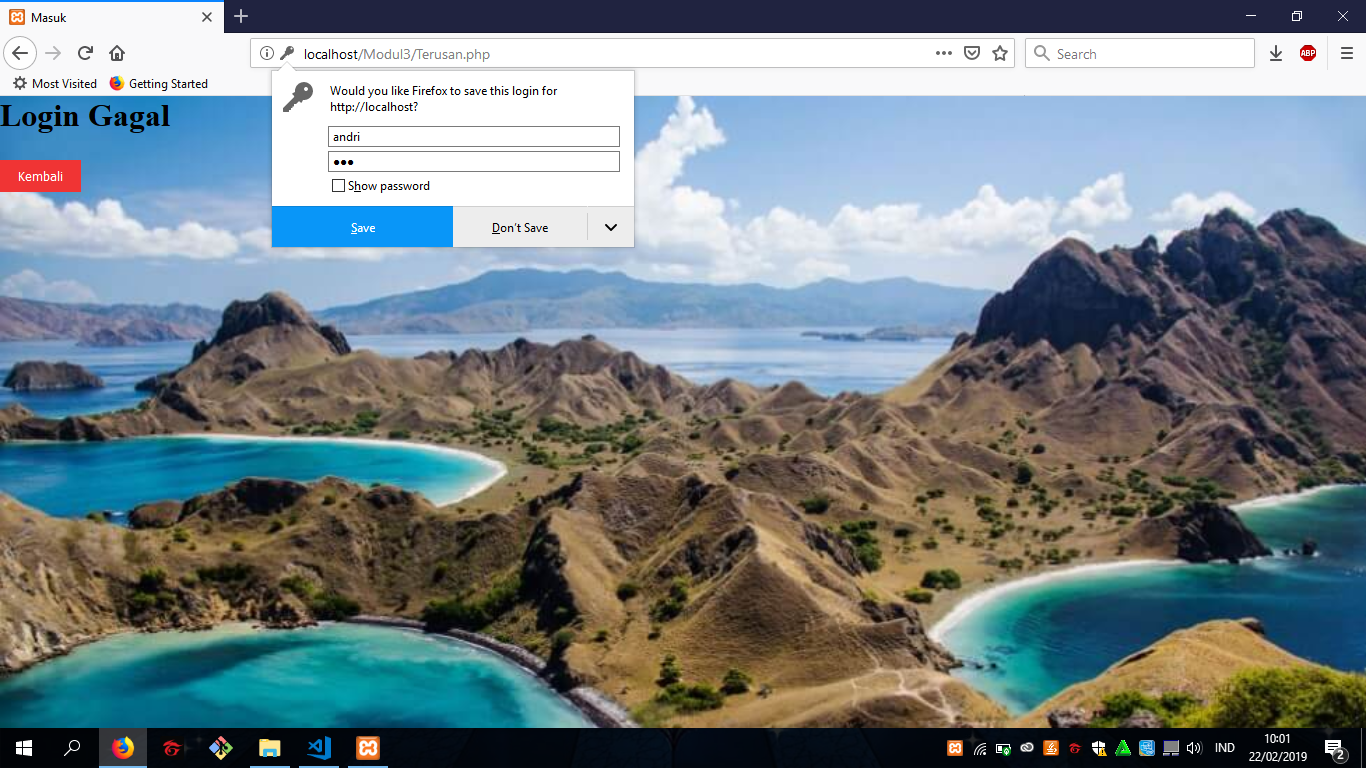 Masuk
localhost/Modul3/Terusan.php
Search
ABP
Most Visited
Getting Started
Would you like Firefox to save this login for
http://localhost?
andri
●●●
Show password
Save
Don't Save
Login Gagal
Kembali
IND
10:01
22/02/2019
2